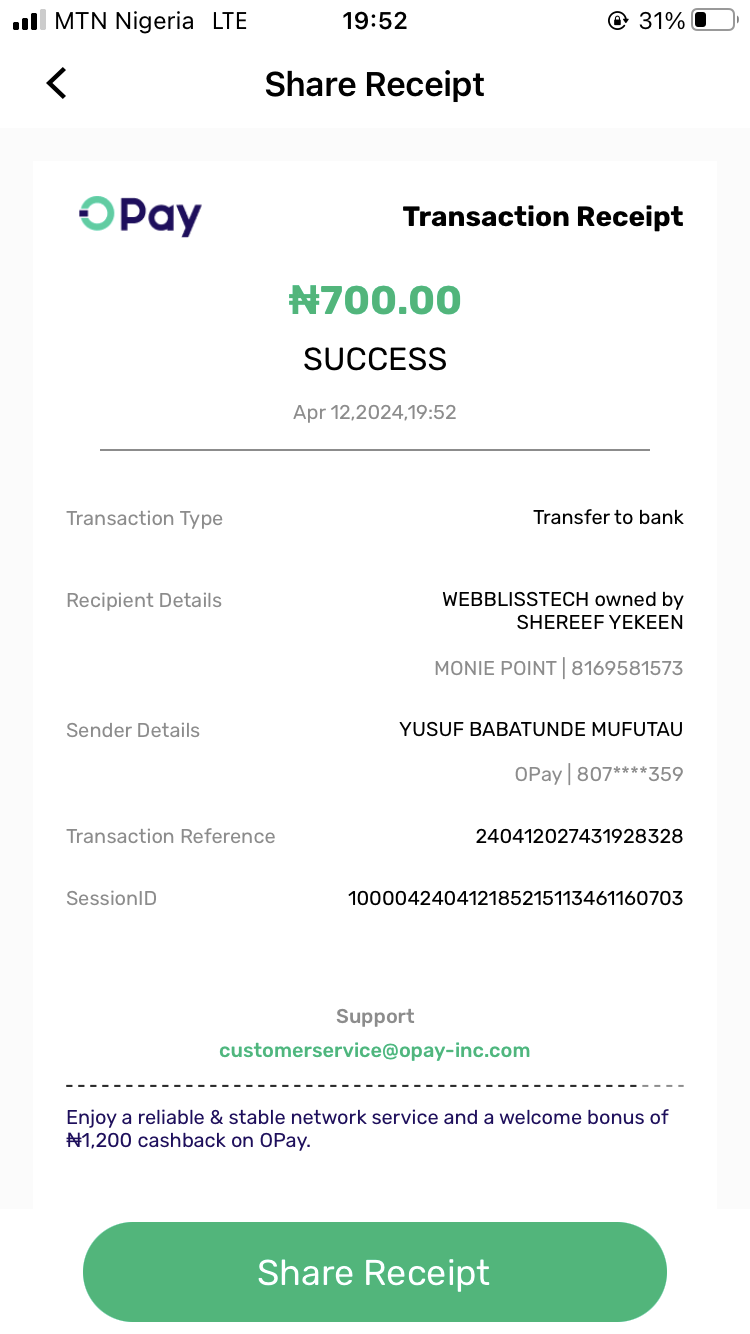 MTN Nigeria LTE 19:52 31%
Share Receipt
OPay Transaction Receipt
₦700.00
SUCCESS
Apr 12,2024,19:52
Transaction Type Transfer to bank
Recipient Details WEBBLISSTECH owned by
SHEREEF YEKEEN
MONIE POINT | 8169581573
Sender Details YUSUF BABATUNDE MUFUTAU
OPay | 807****359
Transaction Reference 240412027431928328
SessionID 100004240412185215113461160703
Support
customerservice@opay-inc.com
Enjoy a reliable & stable network service and a welcome bonus of
₦1,200 cashback on OPay.
Share Receipt